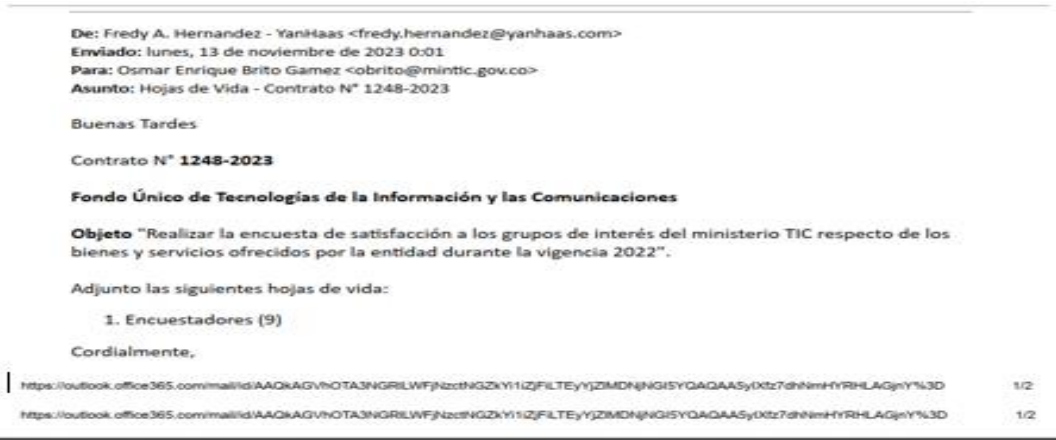 De: Fredy A. Hernandez - YanHaas <fredy.hernandez@yanhaas.com>
Enviado: lunes, 13 de noviembre de 2023 0:01
Para: Osmar Enrique Brito Gamez <obrito@mintic.gov.co>
Asunto: Hojas de Vida - Contrato N° 1248-2023
Buenas Tardes
Contrato N° 1248-2023
Fondo Único de Tecnologías de la Información y las Comunicaciones
Objeto "Realizar la encuesta de satisfacción a los grupos de interés del ministerio TIC respecto de los
bienes y servicios ofrecidos por la entidad durante la vigencia 2022".
Adjunto las siguientes hojas de vida:
1. Encuestadores (9)
Cordialmente,
1/2
1/2